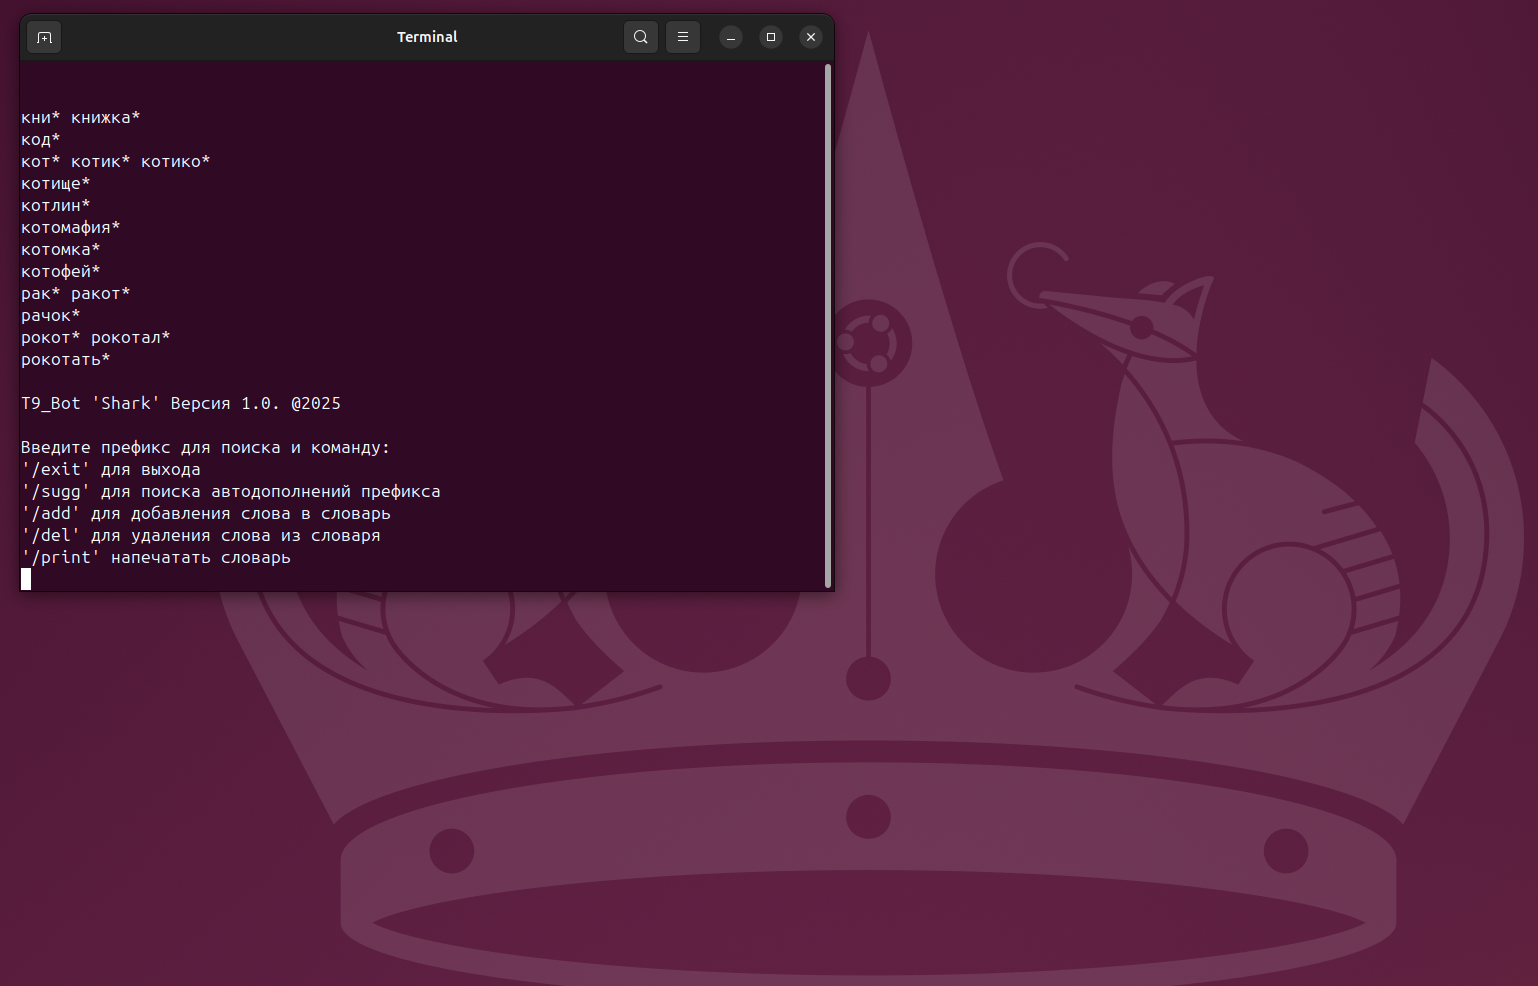 Terminal
кни* книжка*
код*
кот* котик* котико*
котище*
котлин*
котомафия*
котомка*
котофей*
рак* ракот*
рачок*
рокот* рокотал*
рокотать*
T9_Bot 'Shark' Версия 1.0. @2025
Введите префикс для поиска и команду:
'/exit' для выхода
'/sugg' для поиска автодополнений префикса
'/add' для добавления слова в словарь
'/del' для удаления слова из словаря
'/print' напечатать словарь